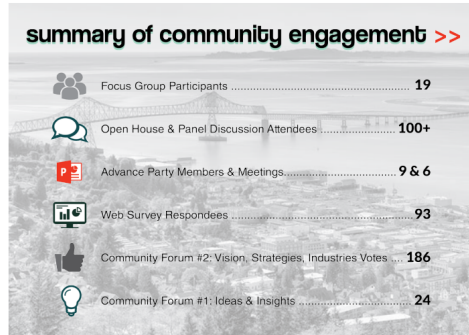 summary of community engagement >>
Focus Group Participants ........................................................ 19
Open House & Panel Discussion Attendees ....................... 100+
Advance Party Members & Meetings................................. 9 & 6
Web Survey Respondees ...................................................... 93
Community Forum #2: Vision, Strategies, Industries Votes .... 186
Community Forum #1: Ideas & Insights ................................ 24